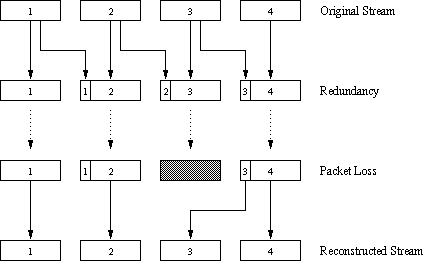 1 2 3 4 Original Stream
1 1 2 2 3 3 4 Redundancy
1 1 2 3 4 Packet Loss
1 2 3 4 Reconstructed Stream